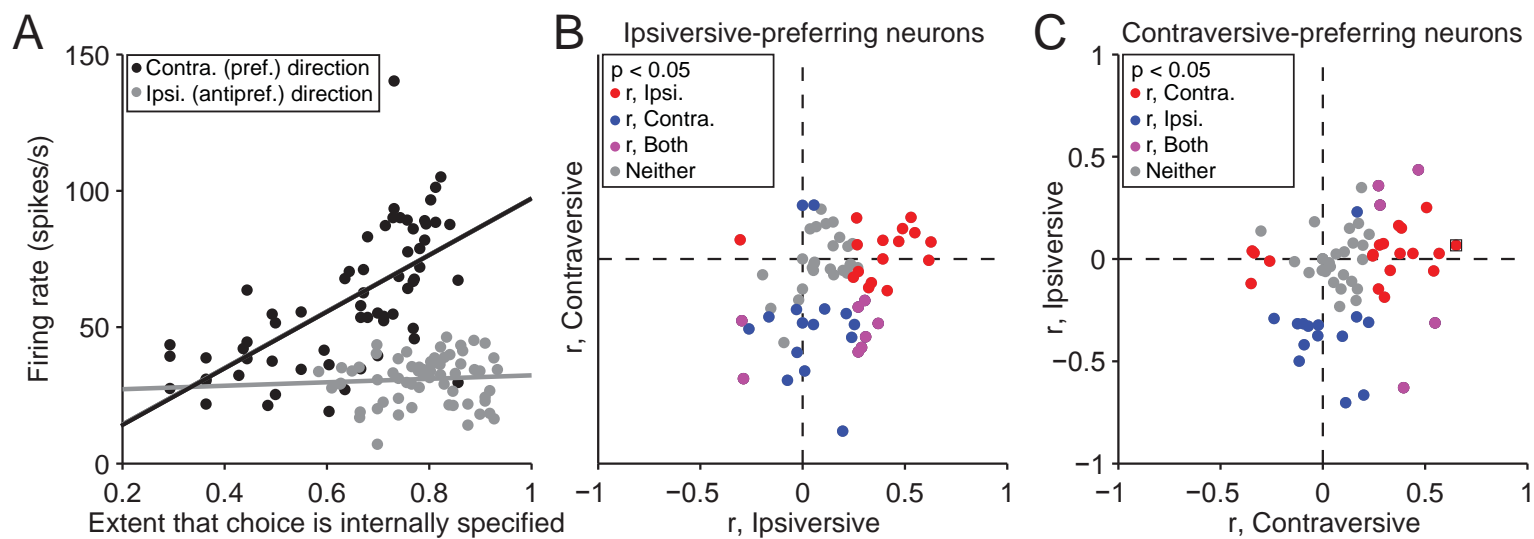 A
150
100
50
0
0.2
0.4
0.6
0.8
1
Firing rate (spikes/s)
Extent that choice is internally specified
Contra. (pref.) direction
Ipsi. (antipref.) direction
B
Ipsiversive-preferring neurons
p < 0.05
r, Ipsi.
r, Contra.
r, Both
Neither
r, Contraversive
−1
−0.5
0
0.5
1
r, Ipsiversive
C
Contraversive-preferring neurons
p < 0.05
r, Contra.
r, Ipsi.
r, Both
Neither
1
0.5
0
−0.5
−1
r, Ipsiversive
−1
−0.5
0
0.5
1
r, Contraversive